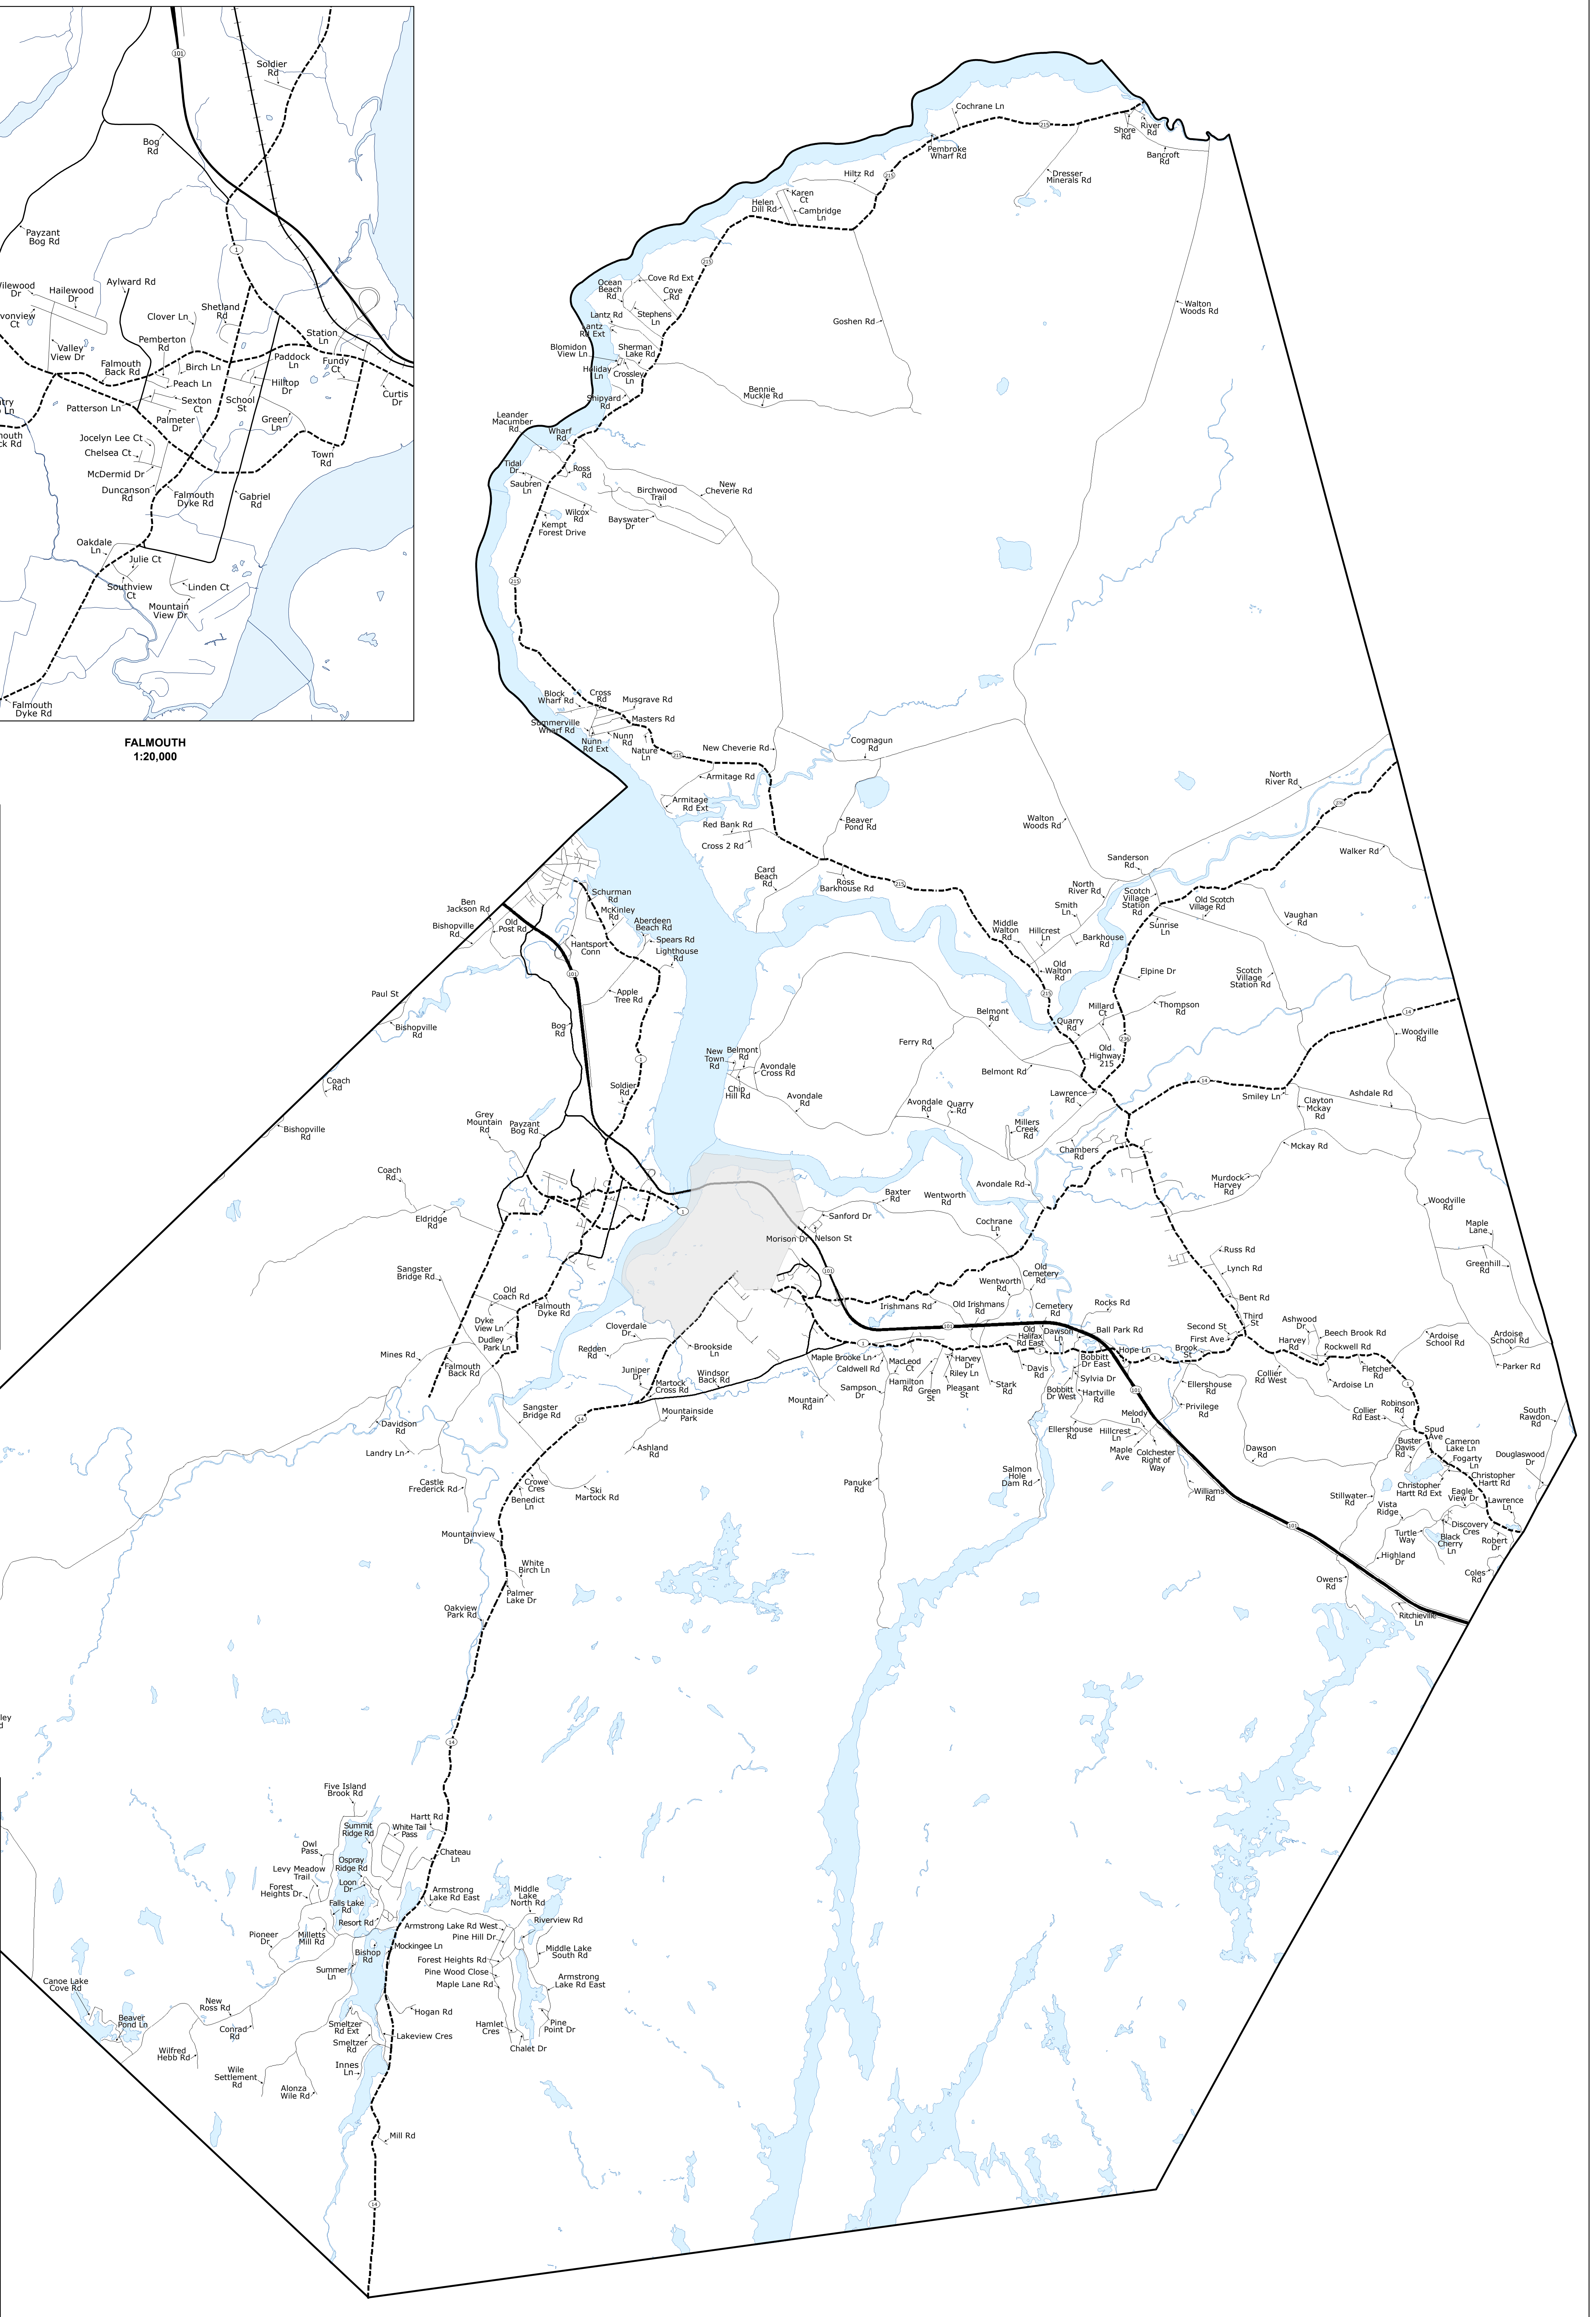 101
Soldier
Rd
Bog
Rd
Payzant
Bog Rd
1
Hailewood
Dr
Aylward Rd
Valley
View Dr
Clover Ln
Shetland
Rd
Pemberton
Rd
Station
Ln
Falmouth
Back Rd
Birch Ln
Paddock
Ln
Fundy
Ct
Peach Ln
Hilltop
Dr
Curtis
Dr
Patterson Ln
Sexton
Ct
School
St
Palmeter
Dr
Green
Ln
Jocelyn Lee Ct
Chelsea Ct
Town
Rd
McDermid Dr
Duncanson
Rd
Falmouth
Dyke Rd
Gabriel
Rd
Oakdale
Ln
Julie Ct
Southview
Ct
Linden Ct
Mountain
View Dr
Falmouth
Dyke Rd
FALMOUTH
1:20,000
Cochrane Ln
215
Shore
Rd
River
Rd
Pembroke
Wharf Rd
Bancroft
Rd
Hiltz Rd
215
Dresser
Minerals Rd
Karen
Ct
Helen
Dill Rd
Cambridge
Ln
215
Ocean
Beach
Rd
Cove Rd Ext
Cove
Rd
Walton
Woods Rd
Lantz Rd
Stephens
Ln
Goshen Rd
Lantz
Rd Ext
Blomidon
View Ln
Sherman
Lake Rd
Holiday
Ln
Crossley
Ln
Bennie
Muckle Rd
Shipyard
Rd
Leander
Macumber
Rd
Wharf
Rd
Tidal
Dr
Ross
Rd
Saubren
Ln
Birchwood
Trail
New
Cheverie Rd
Wilcox
Rd
Bayswater
Dr
Kempt
Forest Drive
215
Block
Wharf Rd
Cross
Rd
Musgrave Rd
Summerville
Wharf Rd
Masters Rd
Nunn
Rd Ext
Nunn
Rd
Nature
Ln
215
New Cheverie Rd
Cogmagun
Rd
Armitage Rd
North
River Rd
Armitage
Rd Ext
236
Red Bank Rd
Beaver
Pond Rd
Walton
Woods Rd
Cross 2 Rd
Walker Rd
Card
Beach
Rd
Ross
Barkhouse Rd
215
Sanderson
Rd
North
River Rd
Scotch
Village
Station
Rd
Old Scotch
Village Rd
Schurman
Rd
Ben
Jackson Rd
Smith
Ln
McKinley
Rd
Aberdeen
Beach Rd
Bishopville
Rd
Old
Post Rd
Middle
Walton
Rd
Hillcrest
Ln
Barkhouse
Rd
Sunrise
Ln
Vaughan
Rd
Hantsport
Conn
Spears Rd
Lighthouse
Rd
101
Old
Walton
Rd
Elpine Dr
Scotch
Village
Station Rd
Paul St
Apple
Tree Rd
215
Bishopville
Rd
Bog
Rd
Belmont
Rd
Millard
Ct
Thompson
Rd
14
Quarry
Rd
Woodville
Rd
Ferry Rd
236
Old
Highway
215
New
Town
Rd
Belmont
Rd
1
Avondale
Cross Rd
Belmont Rd
Coach
Rd
Soldier
Rd
Chip
Hill Rd
Avondale
Rd
14
Lawrence
Rd
Smiley Ln
Ashdale Rd
Avondale
Rd
Quarry
Rd
Clayton
Mckay
Rd
Bishopville
Rd
Grey
Mountain
Rd
Payzant
Bog Rd
Millers
Creek
Rd
Mckay Rd
Chambers
Rd
Coach
Rd
Avondale Rd
Murdock
Harvey
Rd
Baxter
Rd
Wentworth
Rd
Woodville
Rd
1
Eldridge
Rd
Sanford Dr
Cochrane
Ln
Maple
Lane
Morison Dr
Nelson St
Russ Rd
Greenhill
Rd
Sangster
Bridge Rd
101
Old
Cemetery
Rd
Lynch Rd
Wentworth
Rd
Old
Coach Rd
Bent Rd
Falmouth
Dyke Rd
1
Irishmans Rd
Old Irishmans
Rd
Cemetery
Rd
Rocks Rd
Third
St
Dyke
View Ln
Cloverdale
Dr
101
Second St
Ashwood
Dr
Old
Halifax
Rd East
Dawson
Ln
Ball Park Rd
First Ave
Harvey
Rd
Beech Brook Rd
Ardoise
School Rd
Ardoise
School Rd
Dudley
Park Ln
Redden
Rd
Brookside
Ln
1
Hope Ln
Brook
St
Rockwell Rd
Mines Rd
Maple Brooke Ln
1
1
Falmouth
Back Rd
Juniper
Dr
Caldwell Rd
MacLeod
Ct
Harvey
Dr
Davis
Rd
Bobbitt
Dr East
Collier
Rd West
Fletcher
Rd
Parker Rd
Martock
Cross Rd
Windsor
Back Rd
Sampson
Dr
Hamilton
Rd
Riley Ln
Stark
Rd
Sylvia Dr
Ellershouse
Rd
Ardoise Ln
Mountain
Rd
Green
St
Pleasant
St
Bobbitt
Dr West
Hartville
Rd
101
1
Sangster
Bridge Rd
14
Mountainside
Park
Privilege
Rd
Robinson
Rd
Davidson
Rd
Melody
Ln
Collier
Rd East
South
Rawdon
Rd
Ellershouse
Rd
Hillcrest
Ln
Spud
Ave
Landry Ln
Ashland
Rd
Maple
Ave
Colchester
Right of
Way
Dawson
Rd
Buster
Davis
Rd
Cameron
Lake Ln
Douglaswood
Dr
Fogarty
Ln
Castle
Frederick Rd
Crowe
Cres
Panuke
Rd
Salmon
Hole
Dam Rd
Christopher
Hartt Rd
Ski
Martock Rd
Williams
Rd
Christopher
Hartt Rd Ext
Benedict
Ln
Stillwater
Rd
Eagle
View Dr
Lawrence
Ln
Vista
Ridge
101
Discovery
Cres
Mountainview
Dr
Turtle
Way
Black
Cherry
Ln
Robert
Dr
White
Birch Ln
Highland
Dr
Coles
Rd
Palmer
Lake Dr
Owens
Rd
Oakview
Park Rd
Ritchieville
Ln
14
Five Island
Brook Rd
Hartt Rd
Summit
Ridge Rd
White Tail
Pass
Owl
Pass
Chateau
Ln
Levy Meadow
Trail
Ospray
Ridge Rd
Forest
Heights Dr
Loon
Dr
Armstrong
Lake Rd East
Middle
Lake
North Rd
Falls Lake
Rd
Resort Rd
Armstrong Lake Rd West
Riverview Rd
Pioneer
Dr
Milletts
Mill Rd
Pine Hill Dr
Mockingee Ln
Middle Lake
South Rd
Bishop
Rd
Forest Heights Rd
Summer
Ln
Pine Wood Close
Canoe Lake
Cove Rd
Maple Lane Rd
Armstrong
Lake Rd East
New
Ross Rd
Hogan Rd
Beaver
Pond Ln
Conrad
Rd
Smeltzer
Rd Ext
Hamlet
Cres
Pine
Point Dr
Lakeview Cres
Smeltzer
Rd
Chalet Dr
Wilfred
Hebb Rd
Wile
Settlement
Rd
Innes
Ln
Alonza
Wile Rd
Mill Rd
14